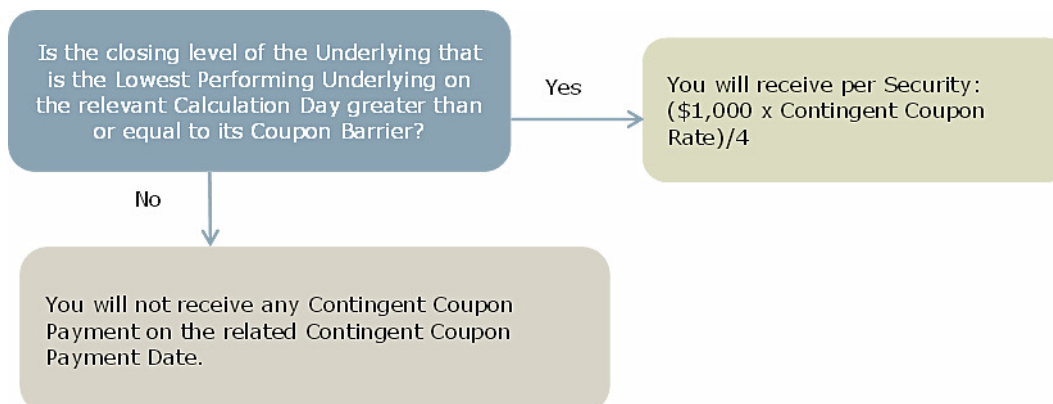 Is the closing level of the Underlying that
is the Lowest Performing Underlying on
the relevant Calculation Day greater than
or equal to its Coupon Barrier?
Yes
You will receive per Security:
($1,000 x Contingent Coupon
Rate)/4
No
You will not receive any Contingent Coupon
Payment on the related Contingent Coupon
Payment Date.